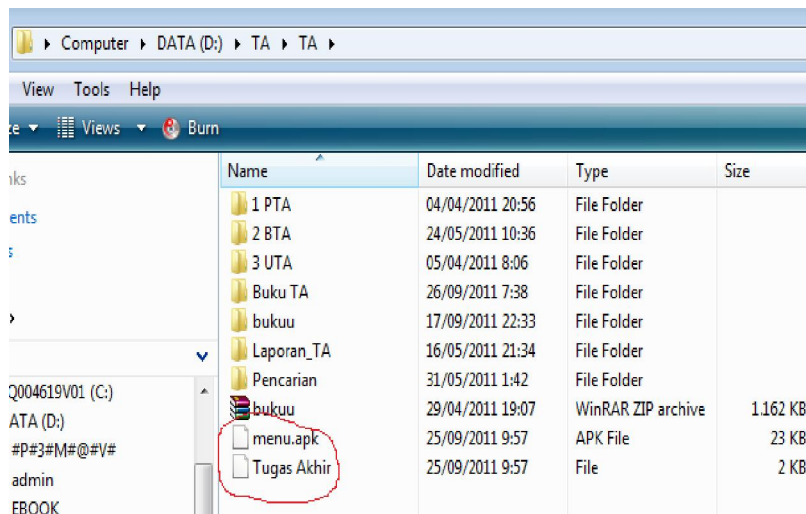 Computer ▸ DATA (D:) ▸ TA ▸ TA ▸
View Tools Help
ze Views Burn
nks
ents
s
Q004619V01 (C:)
ATA (D:)
#P#3#M#@#V#
admin
EBOOK
Name Date modified Type Size
1 PTA 04/04/2011 20:56 File Folder
2 BTA 24/05/2011 10:36 File Folder
3 UTA 05/04/2011 8:06 File Folder
Buku TA 26/09/2011 7:38 File Folder
bukuu 17/09/2011 22:33 File Folder
Laporan_TA 16/05/2011 21:34 File Folder
Pencarian 31/05/2011 1:42 File Folder
bukuu 29/04/2011 19:07 WinRAR ZIP archive 1.162 KB
menu.apk 25/09/2011 9:57 APK File 23 KB
Tugas Akhir 25/09/2011 9:57 File 2 KB